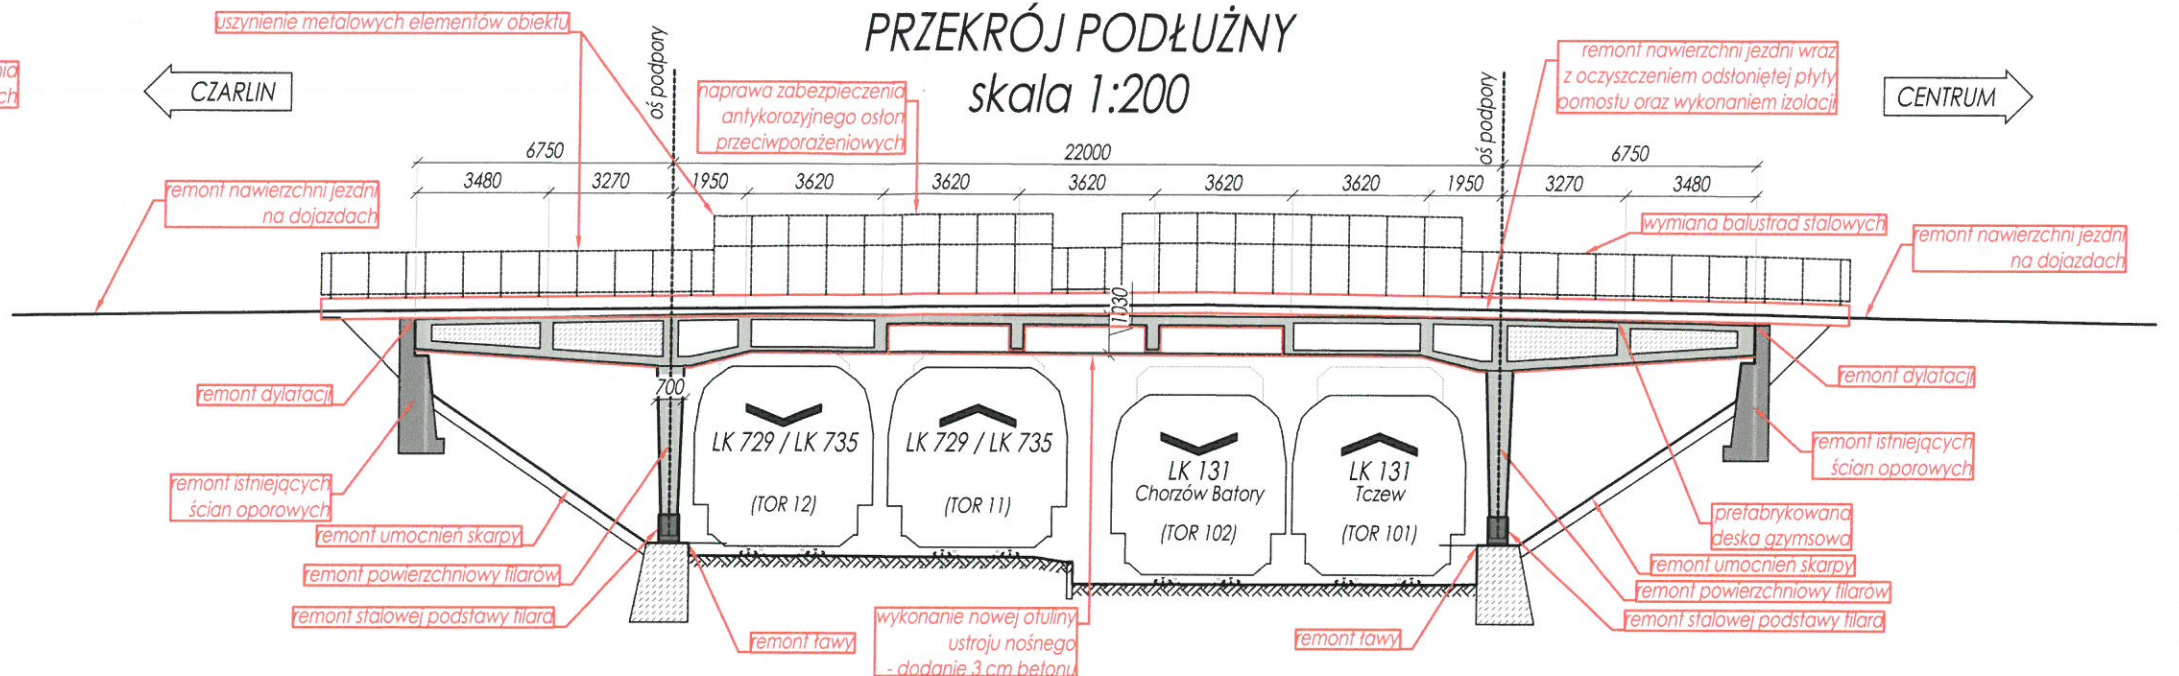 PRZEKRÓJ PODŁUŻNY
skala 1:200
uszynienie metalowych elementów obiektu
CZARLIN
oś podpory
naprawa zabezpieczenia
antykorozyjnego osłon
przeciwporażeniowych
oś podpory
remont nawierzchni jezdni wraz
z oczyszczeniem odsłoniętej płyty
pomostu oraz wykonaniem izolacji
CENTRUM
6750
22000
6750
3480
3270
1950
3620
3620
3620
3620
3620
1950
3270
3480
remont nawierzchni jezdni
na dojazdach
wymiana balustrad stalowych
remont nawierzchni jezdni
na dojazdach
1030
700
remont dylatacji
remont dylatacji
LK 729 / LK 735
(TOR 12)
LK 729 / LK 735
(TOR 11)
LK 131
Chorzów Batory
(TOR 102)
LK 131
Tczew
(TOR 101)
remont istniejących
ścian oporowych
remont istniejących
ścian oporowych
remont umocnień skarpy
prefabrykowana
deska gzymsowa
remont powierzchniowy filarów
remont umocnień skarpy
remont stalowej podstawy filara
remont powierzchniowy filarów
remont stalowej podstawy filara
remont ławy
wykonanie nowej otuliny
ustroju nośnego
- dodanie 3 cm betonu
remont ławy